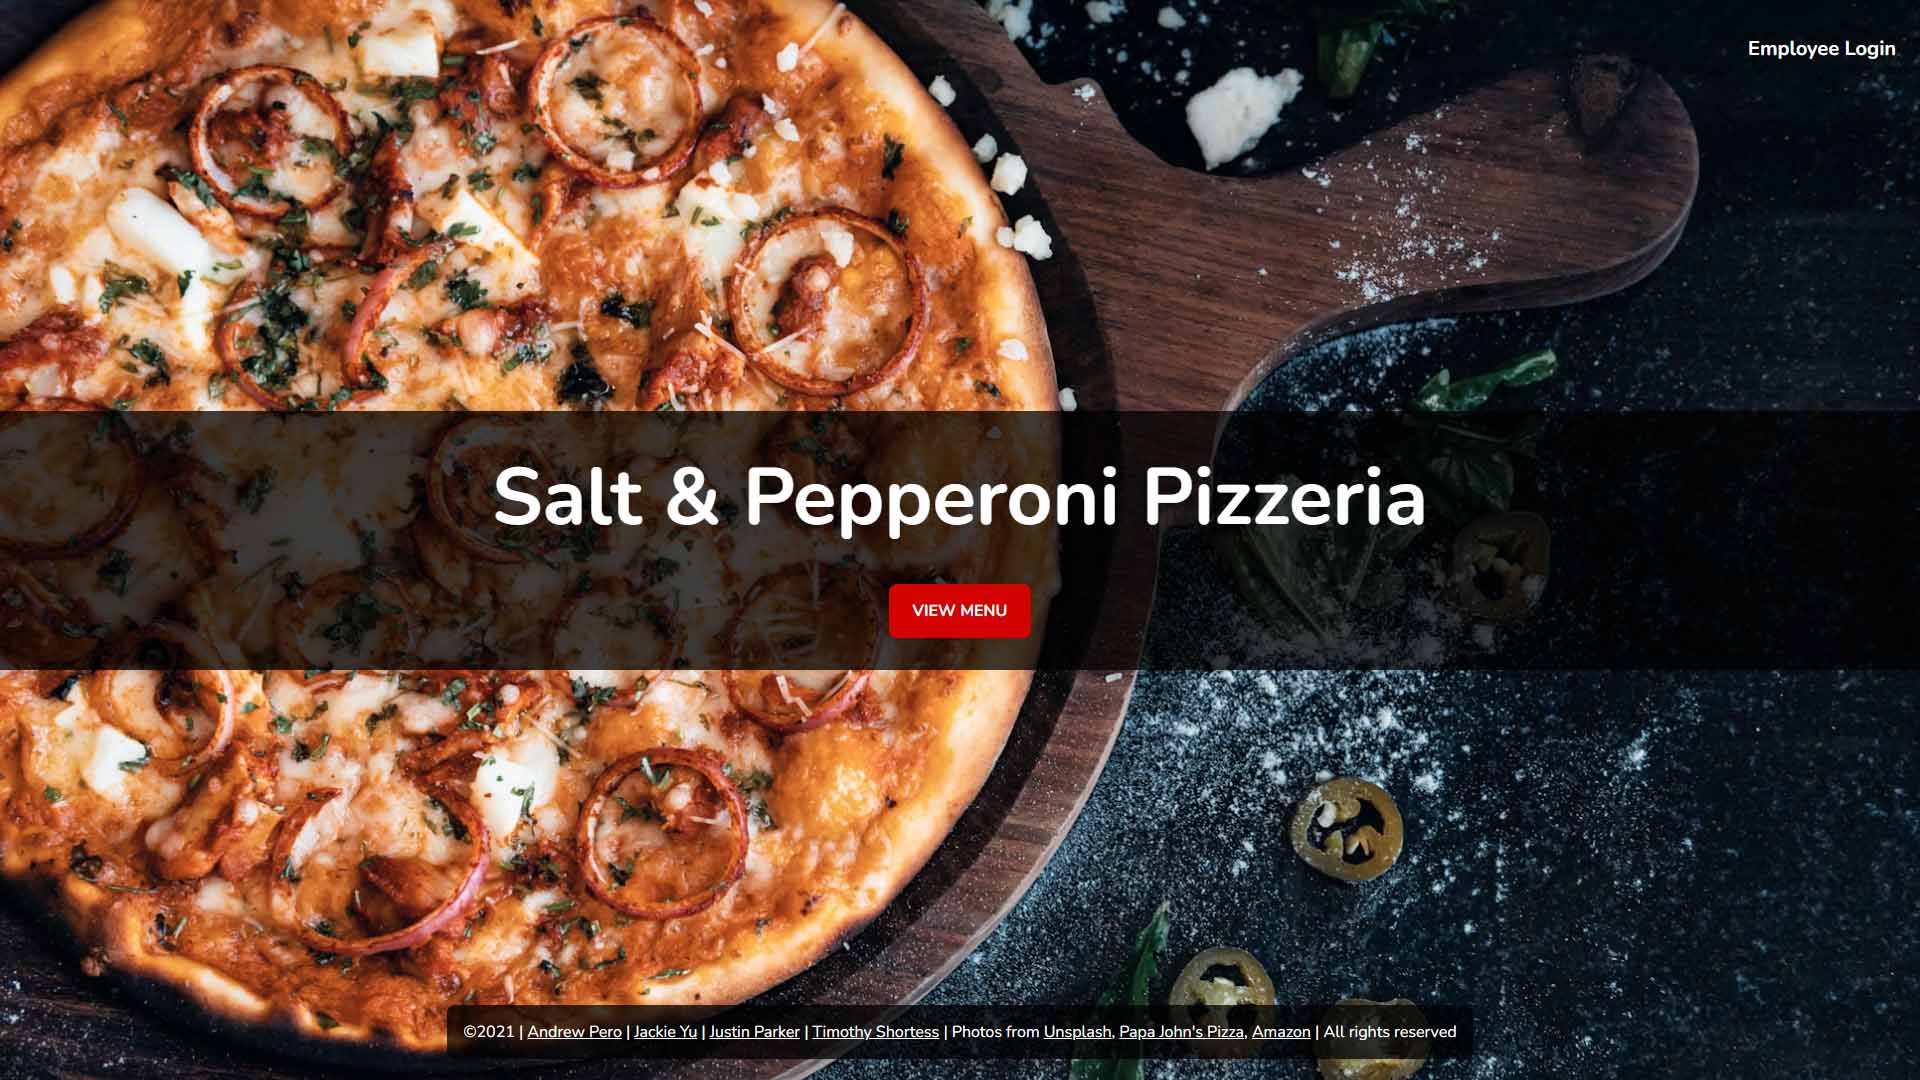 Employee Login
Salt & Pepperoni Pizzeria
VIEW MENU
©2021 | Andrew Pero | Jackie Yu | Justin Parker | Timothy Shortess | Photos from Unsplash, Papa John's Pizza, Amazon | All rights reserved